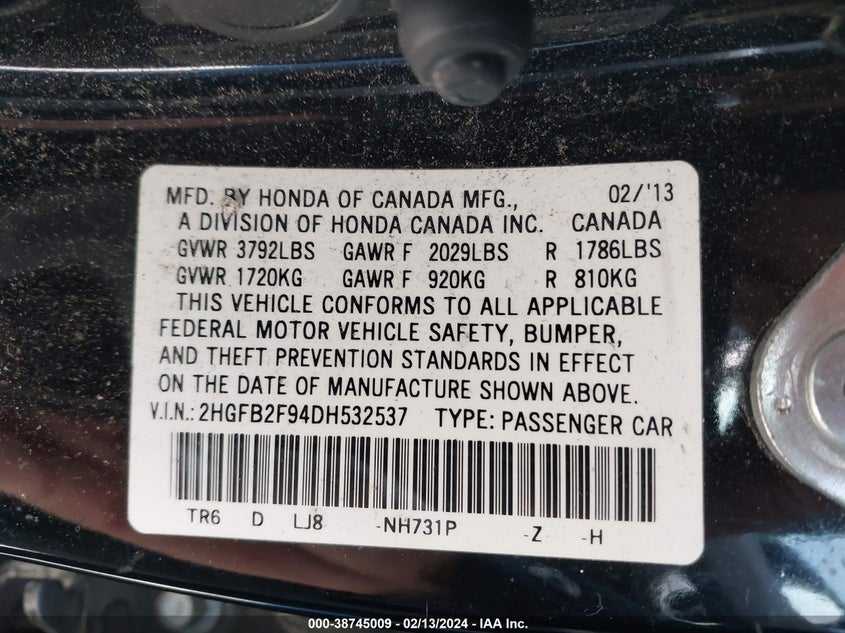 MFD. BY HONDA OF CANADA MFG., 02/'13
A DIVISION OF HONDA CANADA INC. CANADA
GVWR 3792LBS GAWR F 2029LBS R 1786LBS
GVWR 1720KG GAWR F 920KG R 810KG
THIS VEHICLE CONFORMS TO ALL APPLICABLE
FEDERAL MOTOR VEHICLE SAFETY, BUMPER,
AND THEFT PREVENTION STANDARDS IN EFFECT
ON THE DATE OF MANUFACTURE SHOWN ABOVE.
V.I.N.: 2HGFB2F94DH532537 TYPE: PASSENGER CAR
TR6 D LJ8 -NH731P -Z -H
000-38745009 - 02/13/2024 - IAA Inc.